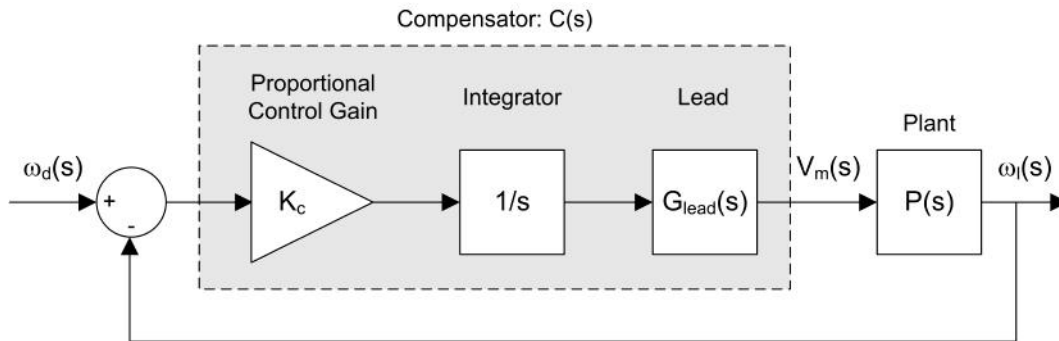 Compensator: C(s)
Proportional
Control Gain
Integrator
Lead
Plant
ωd(s)
+
-
Kc
1/s
Glead(s)
Vm(s)
P(s)
ωl(s)